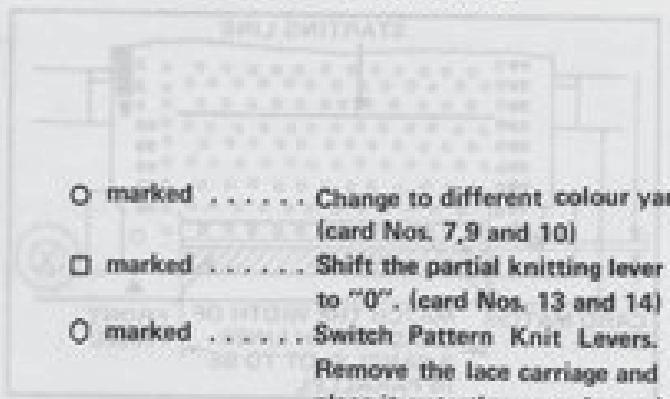 O marked . . . . . . Change to different colour
(card Nos. 7,9 and 10)
□ marked . . . . . . Shift the partial knitting lever
to "0". (card Nos. 13 and 14)
O marked . . . . . . Switch Pattern Knit Levers.
Remove the lace carriage and